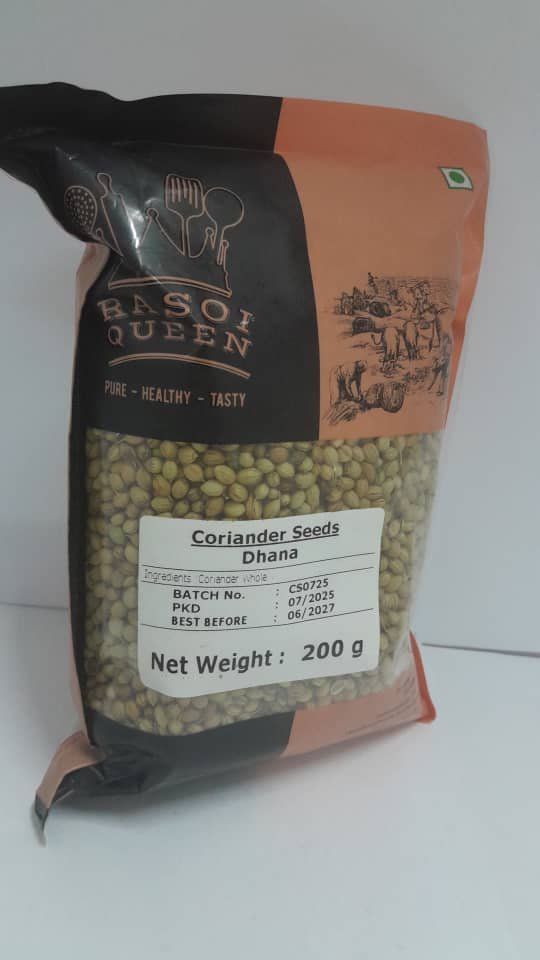 BASOI
QUEEN
PURE - HEALTHY - TASTY
Coriander Seeds
Dhana
Ingredients: Coriander Whole
BATCH No. : CS0725
PKD : 07/2025
BEST BEFORE : 06/2027
Net Weight : 200 g